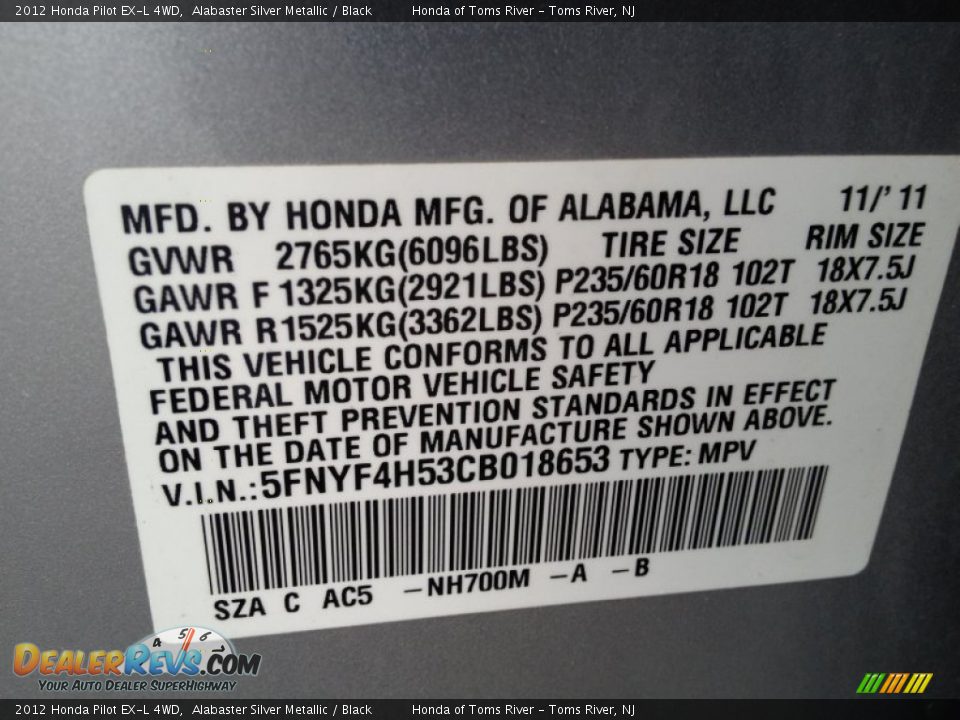 2012 Honda Pilot EX-L 4WD, Alabaster Silver Metallic / Black Honda of Toms River - Toms River, NJ
MFD. BY HONDA MFG. OF ALABAMA, LLC 11/' 11
GVWR 2765KG(6096LBS) TIRE SIZE RIM SIZE
GAWR F 1325KG(2921LBS) P235/60R18 102T 18X7.5J
GAWR R 1525KG(3362LBS) P235/60R18 102T 18X7.5J
THIS VEHICLE CONFORMS TO ALL APPLICABLE
FEDERAL MOTOR VEHICLE SAFETY
AND THEFT PREVENTION STANDARDS IN EFFECT
ON THE DATE OF MANUFACTURE SHOWN ABOVE.
V.I.N.: 5FNYF4H53CB018653 TYPE: MPV
SZA C AC5 -NH700M -A -B
4 5 6 7
DEALERREVS.COM
YOUR AUTO DEALER SUPERHIGHWAY
2012 Honda Pilot EX-L 4WD, Alabaster Silver Metallic / Black Honda of Toms River - Toms River, NJ